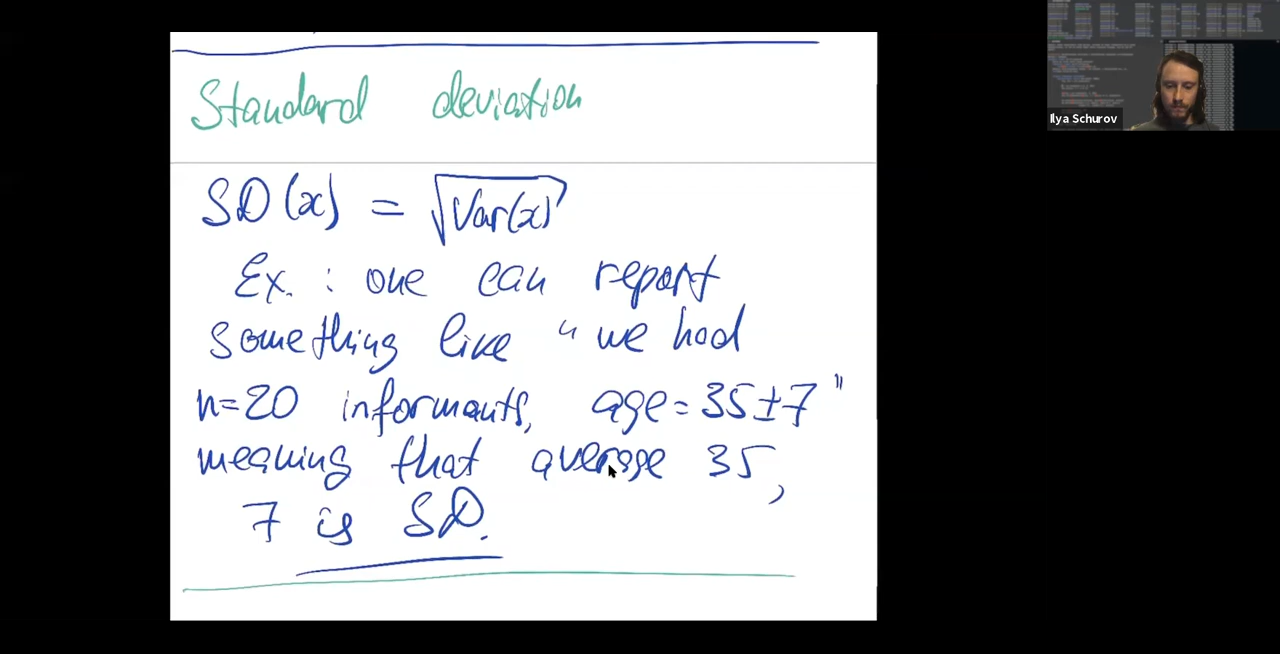 Standard deviation
SD(x) = √Var(x)
Ex. : one can report
something like “we had
n=20 informants, age = 35±7”
meaning that average 35,
7 is SD.
Ilya Schurov